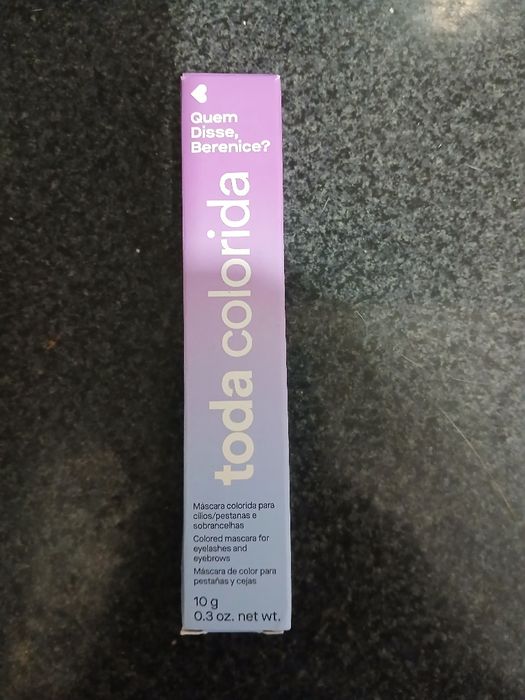 Quem
Disse,
Berenice?
toda colorida
Máscara colorida para
cílios/pestanas e
sobrancelhas
Colored mascara for
eyelashes and
eyebrows
Máscara de color para
pestañas y cejas
10 g
0.3 oz. net wt.